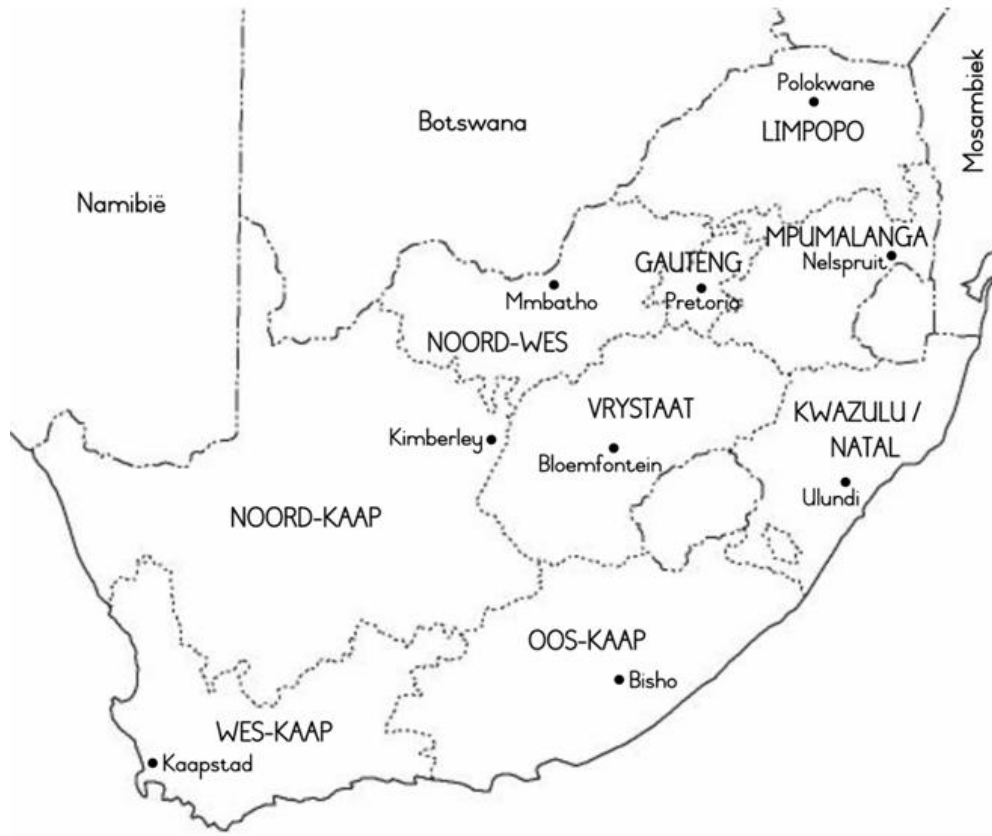 Polokwane
LIMPOPO
Mosambiek
Botswana
Namibië
MPUMALANGA
Nelspruit
GAUTENG
Pretoria
Mmbatho
NOORD-WES
VRYSTAAT
Bloemfontein
KWAZULU /
NATAL
Ulundi
Kimberley
NOORD-KAAP
OOS-KAAP
Bisho
WES-KAAP
Kaapstad